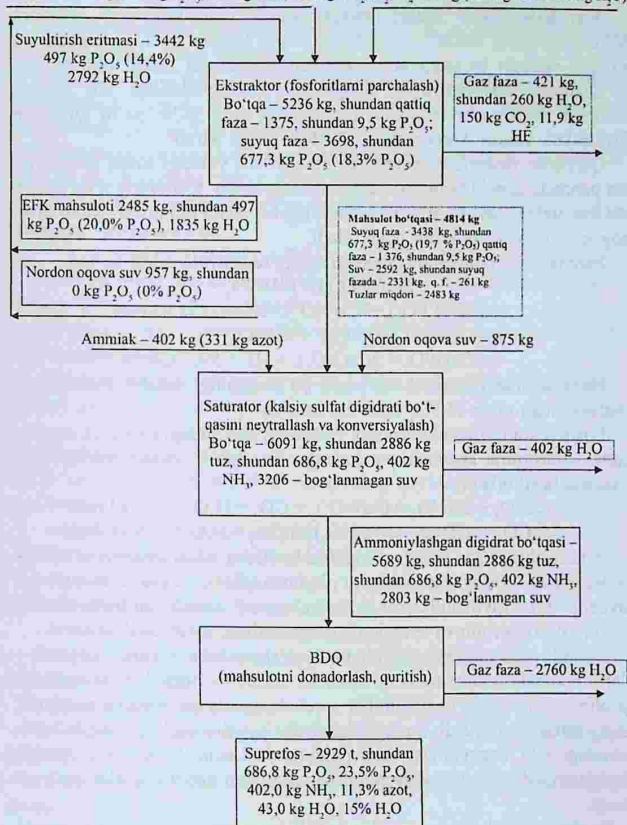 Suyultirish eritmasi – 3442 kg
497 kg P₂O₅ (14,4%)
2792 kg H₂O
Ekstraktor (fosforitlarni parchalash)
Bo‘tqa – 5236 kg, shundan qattiq
faza – 1375, shundan 9,5 kg P₂O₅;
suyuq faza – 3698, shundan
677,3 kg P₂O₅ (18,3% P₂O₅)
Gaz faza – 421 kg,
shundan 260 kg H₂O,
150 kg CO₂, 11,9 kg
HF
EFK mahsuloti 2485 kg, shundan 497
kg P₂O₅ (20,0% P₂O₅), 1835 kg H₂O
Nordon oqova suv 957 kg, shundan
0 kg P₂O₅ (0% P₂O₅)
Mahsulot bo‘tqasi – 4814 kg
Suyuq faza - 3438 kg, shundan
677,3 kg P₂O₅ (19,7 % P₂O₅) qattiq
faza – 1 376, shundan 9,5 kg P₂O₅;
Suv – 2592 kg, shundan suyuq
fazada – 2331 kg, q. f. – 261 kg
Tuzlar miqdori – 2483 kg
Ammiak – 402 kg (331 kg azot)
Nordon oqova suv – 875 kg
Saturator (kalsiy sulfat digidrati bo‘t-
qasini neytrallash va konversiyalash)
Bo‘tqa – 6091 kg, shundan 2886 kg
tuz, shundan 686,8 kg P₂O₅, 402 kg
NH₃, 3206 – bog‘lanmagan suv
Gaz faza – 402 kg H₂O
Ammoniylashgan digidrat bo‘tqasi –
5689 kg, shundan 2886 kg tuz,
shundan 686,8 kg P₂O₅, 402 kg NH₃,
2803 kg – bog‘lanmgan suv
BDQ
(mahsulotni donadorlash, quritish)
Gaz faza – 2760 kg H₂O
Suprefos – 2929 t, shundan
686,8 kg P₂O₅, 23,5% P₂O₅,
402,0 kg NH₃, 11,3% azot,
43,0 kg H₂O, 15% H₂O